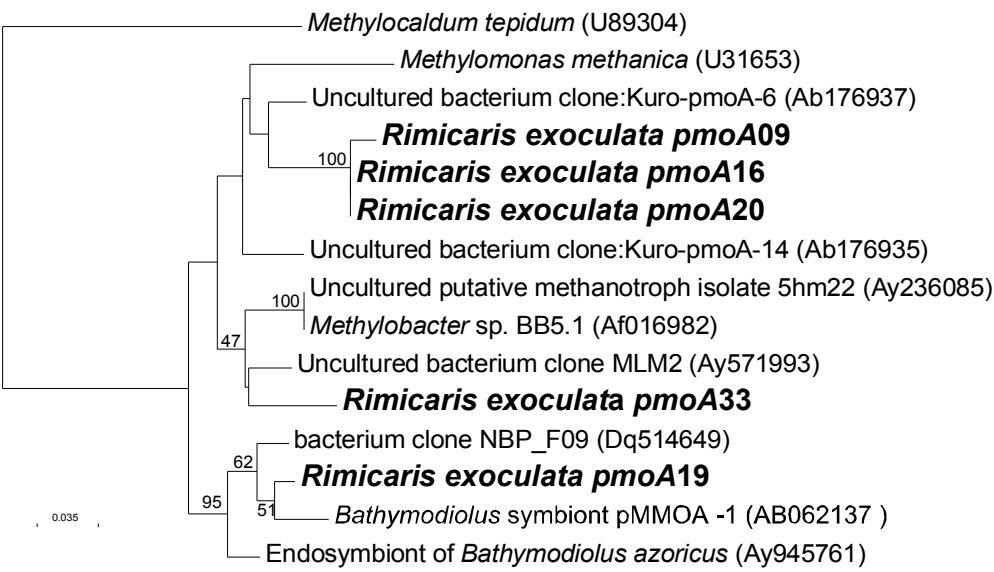 Methylocaldum tepidum (U89304)
Methylomonas methanica (U31653)
Uncultured bacterium clone:Kuro-pmoA-6 (Ab176937)
Rimicaris exoculata pmoA09
100
Rimicaris exoculata pmoA16
Rimicaris exoculata pmoA20
Uncultured bacterium clone:Kuro-pmoA-14 (Ab176935)
Uncultured putative methanotroph isolate 5hm22 (Ay236085)
100
Methylobacter sp. BB5.1 (Af016982)
47
Uncultured bacterium clone MLM2 (Ay571993)
Rimicaris exoculata pmoA33
bacterium clone NBP_F09 (Dq514649)
62
Rimicaris exoculata pmoA19
95
51
Bathymodiolus symbiont pMMOA -1 (AB062137 )
0.035
Endosymbiont of Bathymodiolus azoricus (Ay945761)